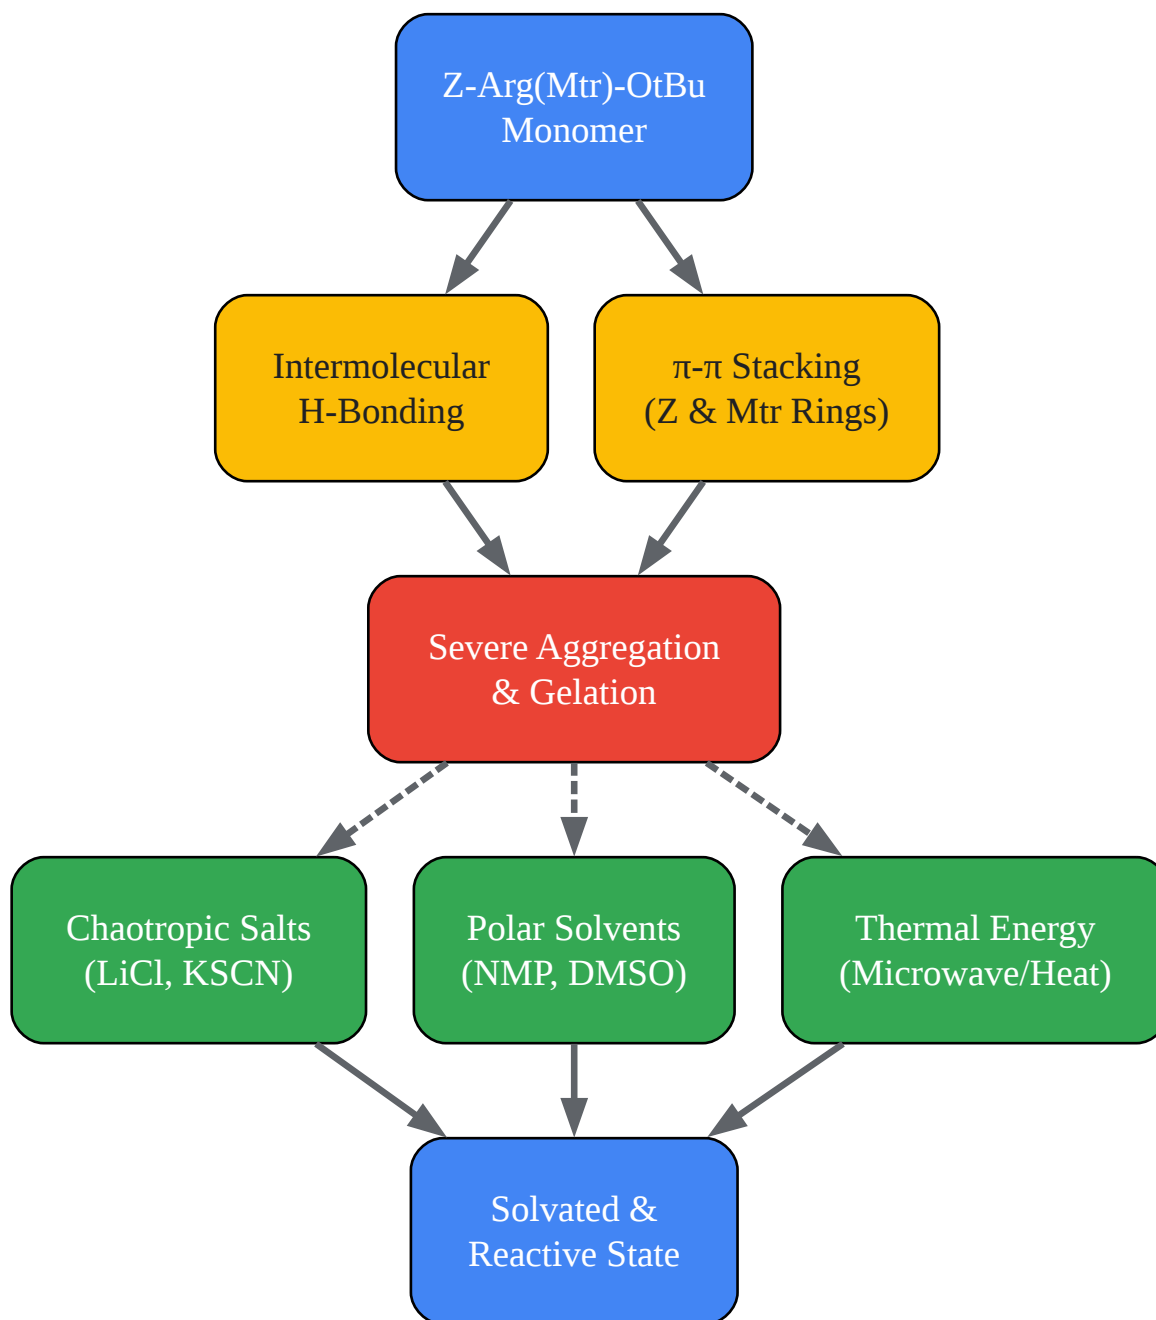 Z-Arg(Mtr)-OtBu
Monomer
Intermolecular
H-Bonding
π-π Stacking
(Z & Mtr Rings)
Severe Aggregation
& Gelation
Chaotropic Salts
(LiCl, KSCN)
Polar Solvents
(NMP, DMSO)
Thermal Energy
(Microwave/Heat)
Solvated &
Reactive State